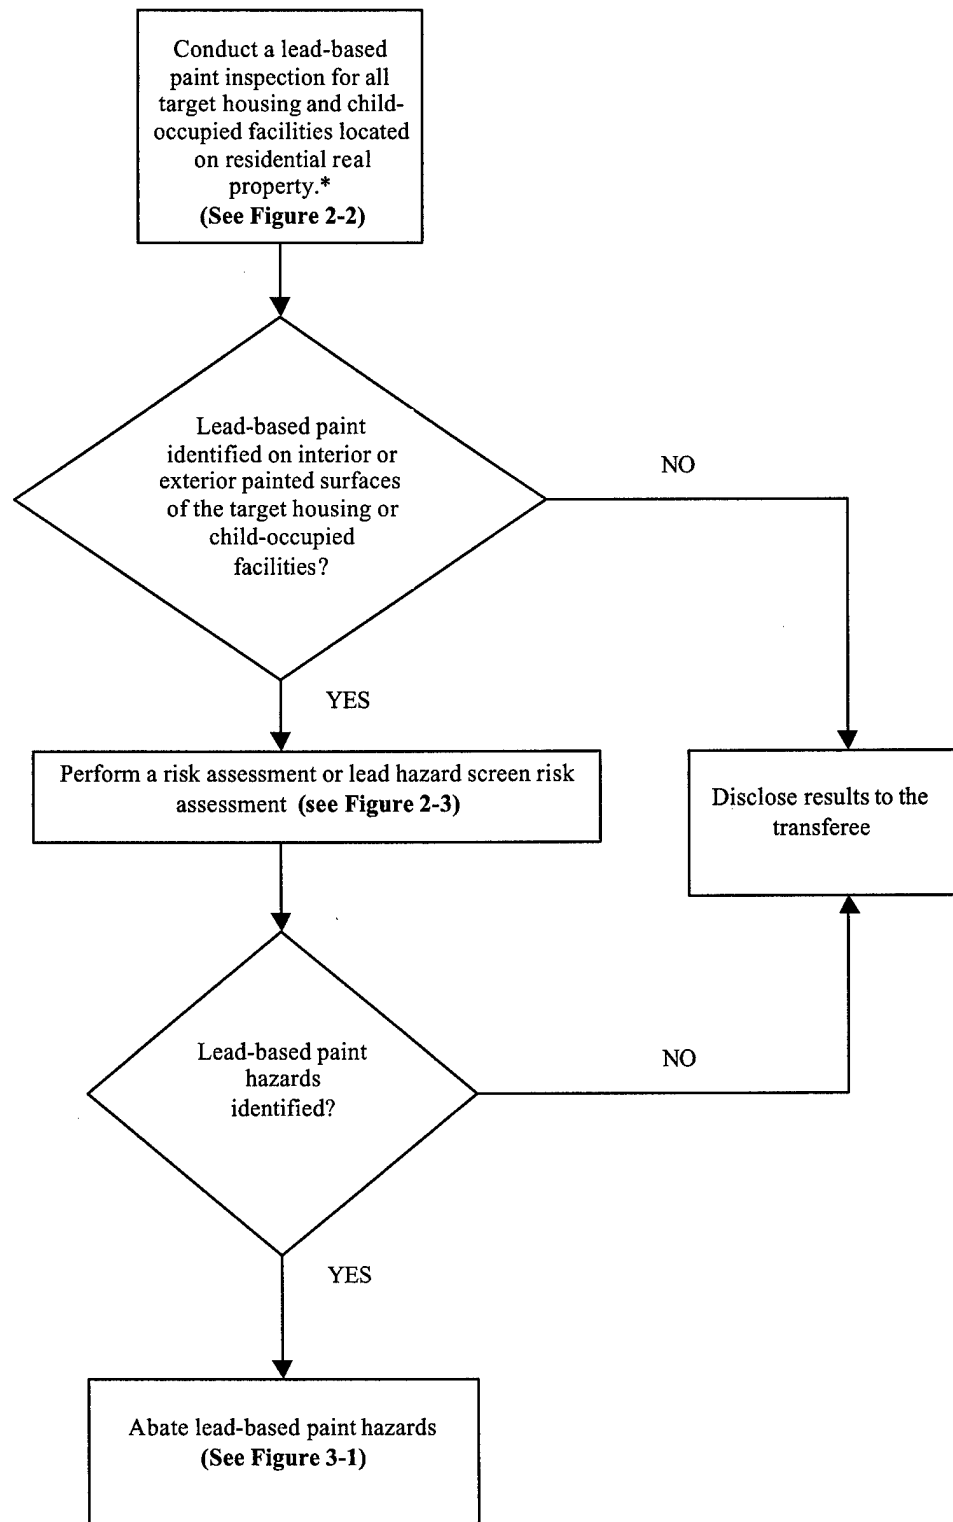 Conduct a lead-based
paint inspection for all
target housing and child-
occupied facilities located
on residential real
property.*
(See Figure 2-2)
Lead-based paint
identified on interior or
exterior painted surfaces
of the target housing or
child-occupied
facilities?
NO
YES
Perform a risk assessment or lead hazard screen risk
assessment (see Figure 2-3)
Disclose results to the
transferee
Lead-based paint
hazards
identified?
NO
YES
Abate lead-based paint hazards
(See Figure 3-1)